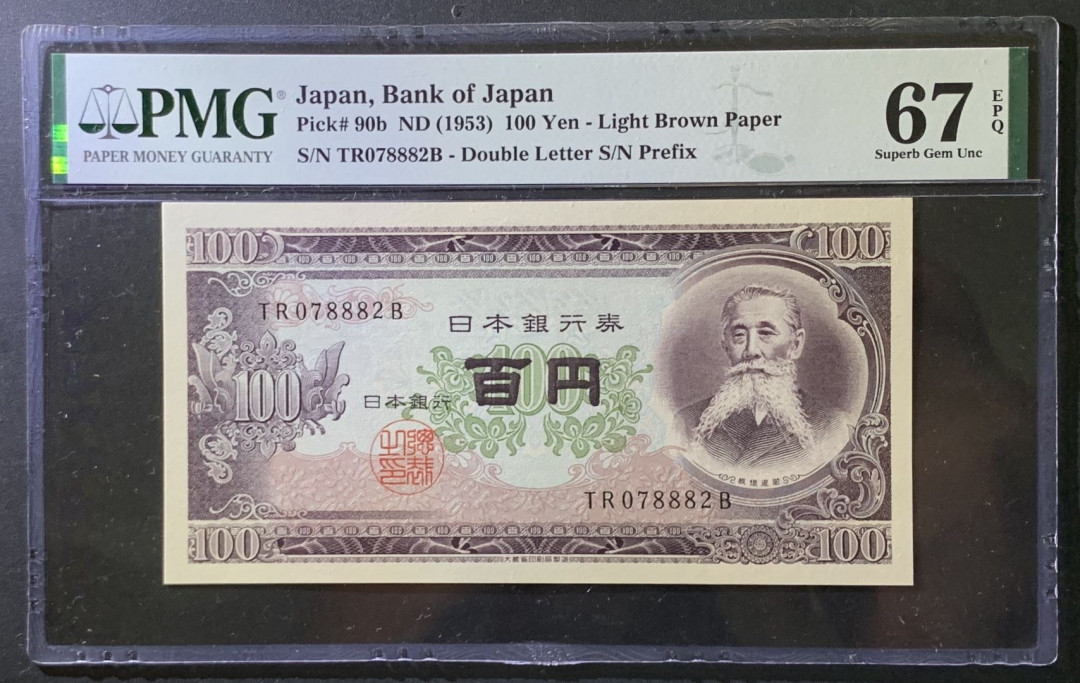 PMG®
PAPER MONEY GUARANTY
Japan, Bank of Japan
Pick# 90b ND (1953) 100 Yen - Light Brown Paper
S/N TR078882B - Double Letter S/N Prefix
67 EPQ
Superb Gem Unc
100 100
TR078882B
日本銀行券
100
百円
100
日本銀行
TR078882B
100 100